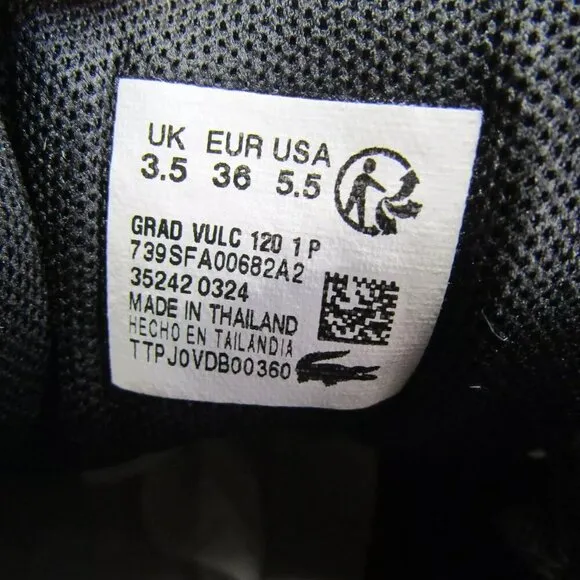 UK EUR USA
3.5 36 5.5
GRAD VULC 120 1 P
739SFA00682A2
35242 0324
MADE IN THAILAND
HECHO EN TAILANDIA
TTPJ0VDB00360